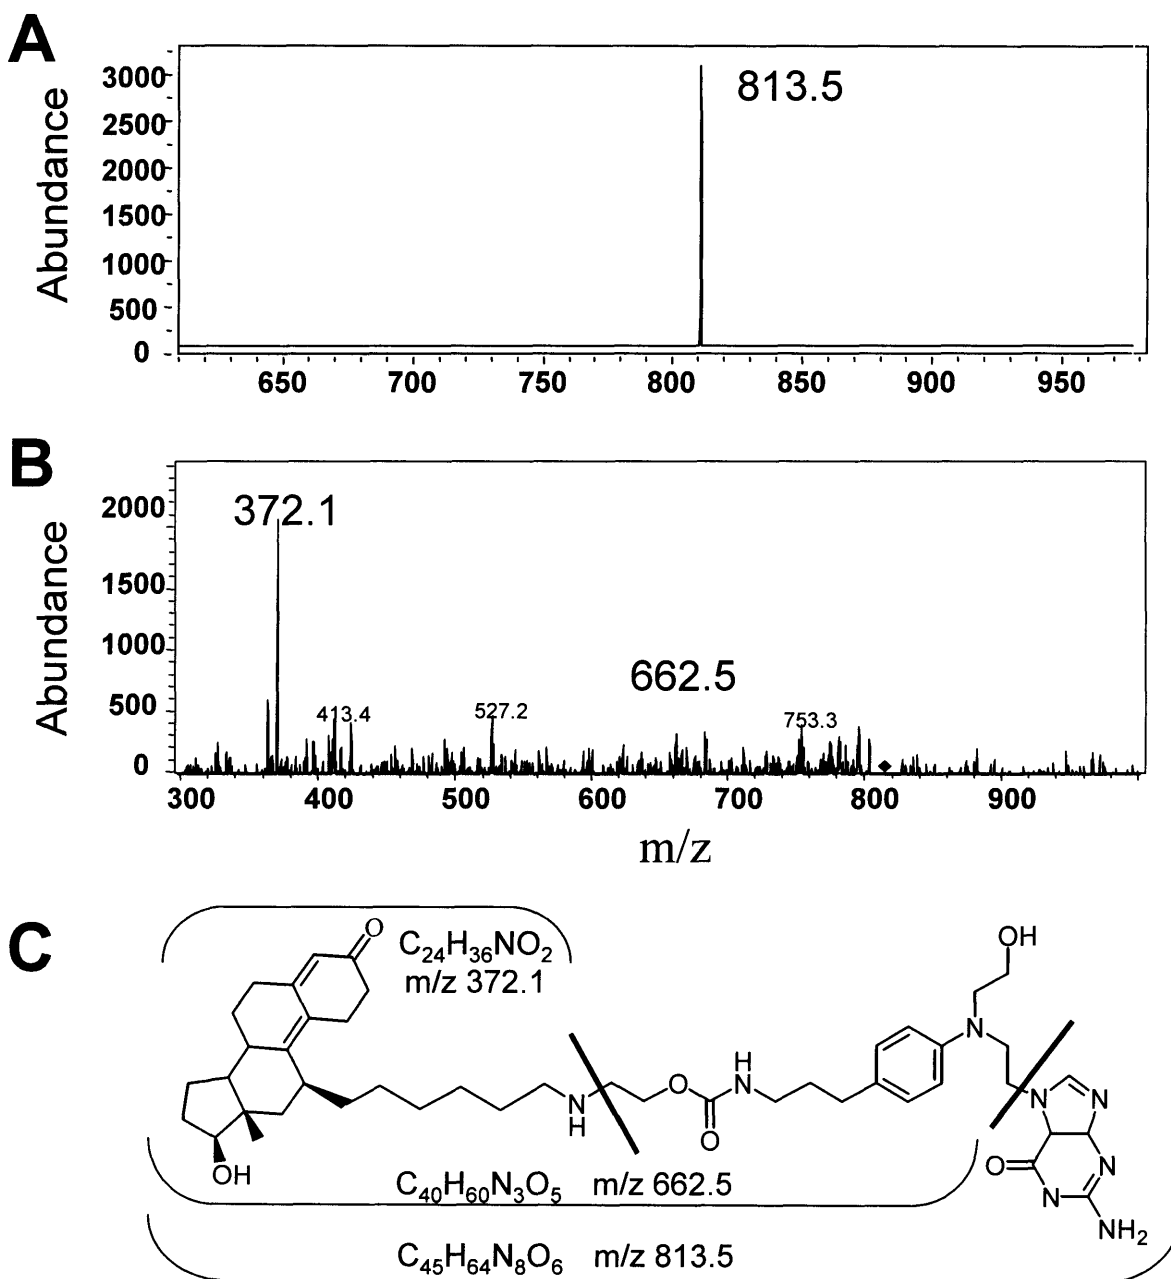 A
Abundance
3000
2500
2000
1500
1000
500
0
813.5
650 700 750 800 850 900 950
B
Abundance
2000
1500
1000
500
0
372.1
413.4
527.2
662.5
753.3
300 400 500 600 700 800 900
m/z
C
O
C24H36NO2
m/z 372.1
OH
N
H
O
O
H
N
N
OH
N
N
O
N
N
NH2
C40H60N3O5 m/z 662.5
C45H64N8O6 m/z 813.5